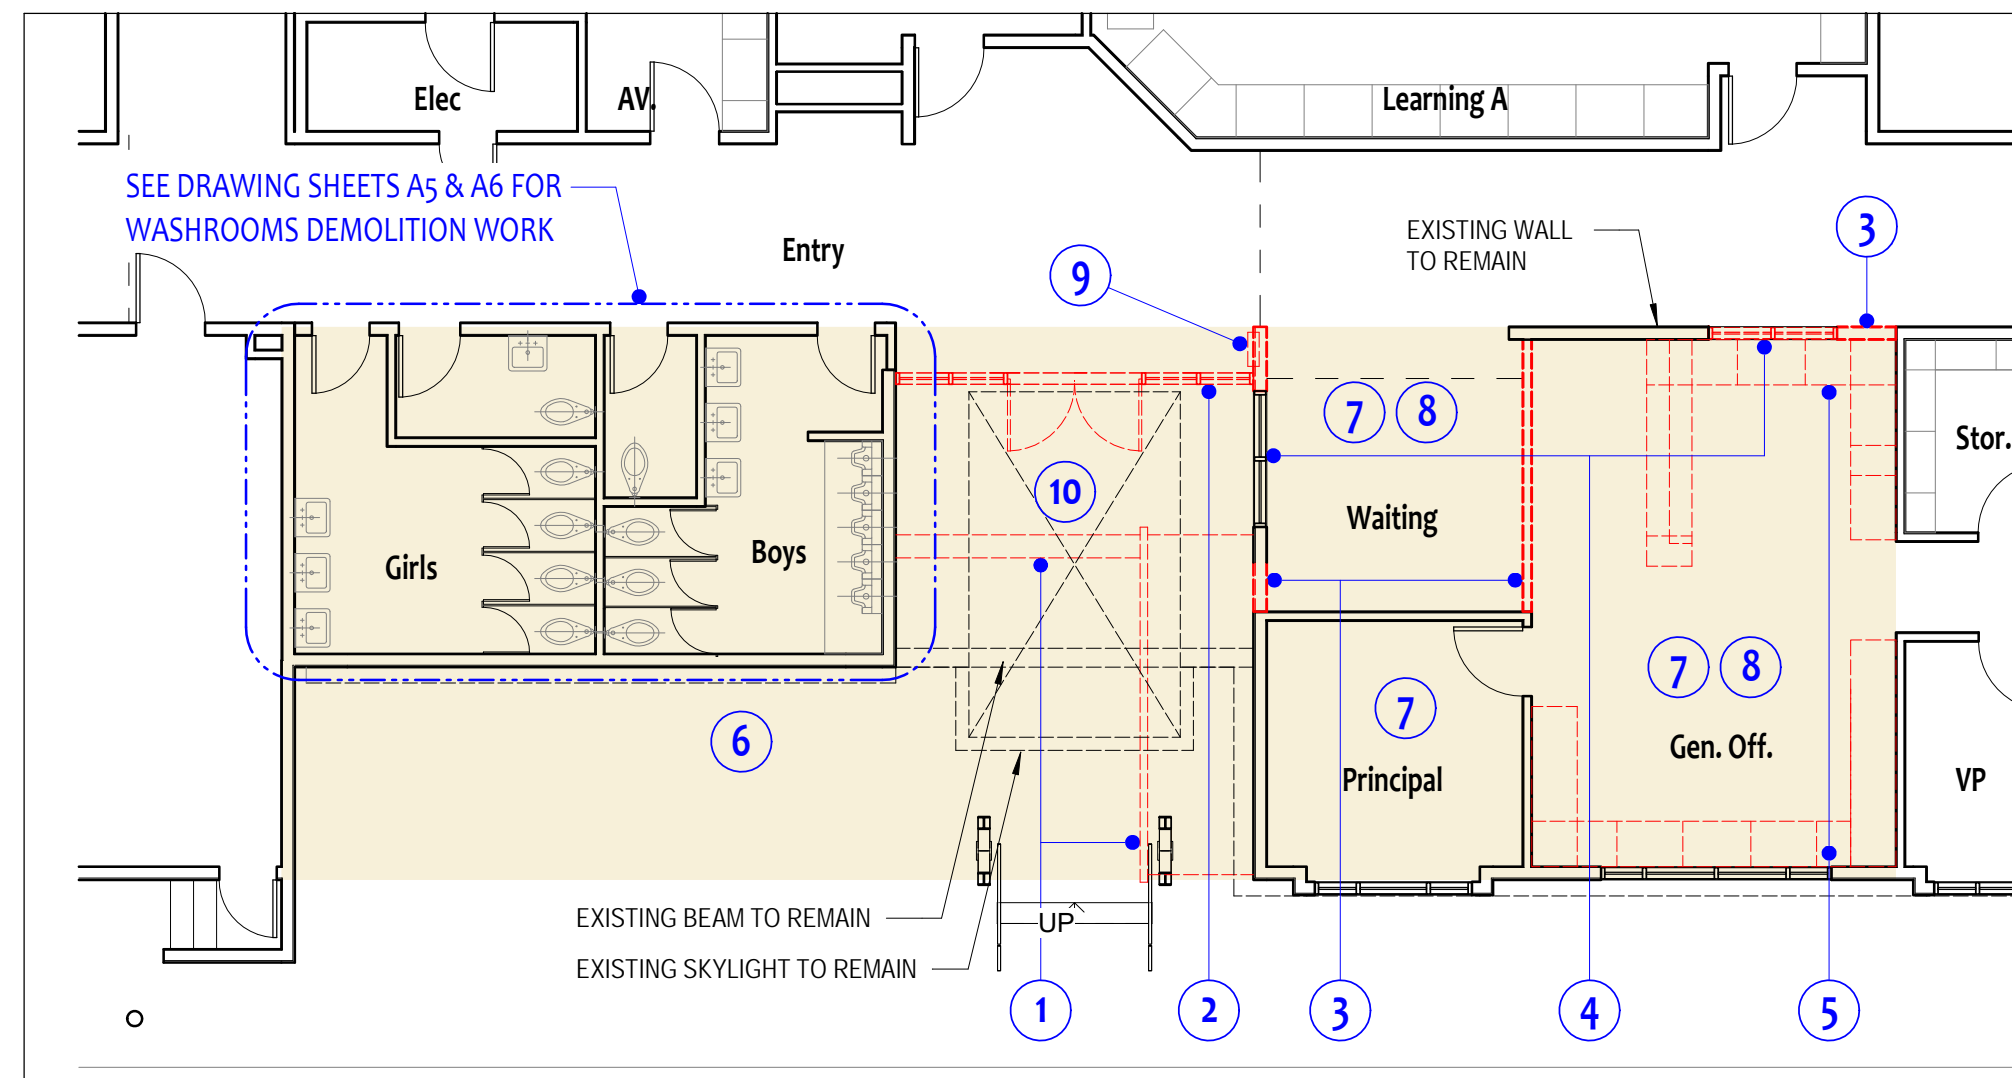 Elec
AV.
Learning A
SEE DRAWING SHEETS A5 & A6 FOR
WASHROOMS DEMOLITION WORK
Entry
EXISTING WALL
TO REMAIN
3
9
7
8
Stor.
10
Waiting
Girls
Boys
7
8
7
6
Gen. Off.
Principal
VP
EXISTING BEAM TO REMAIN
UP
EXISTING SKYLIGHT TO REMAIN
1
2
3
4
5